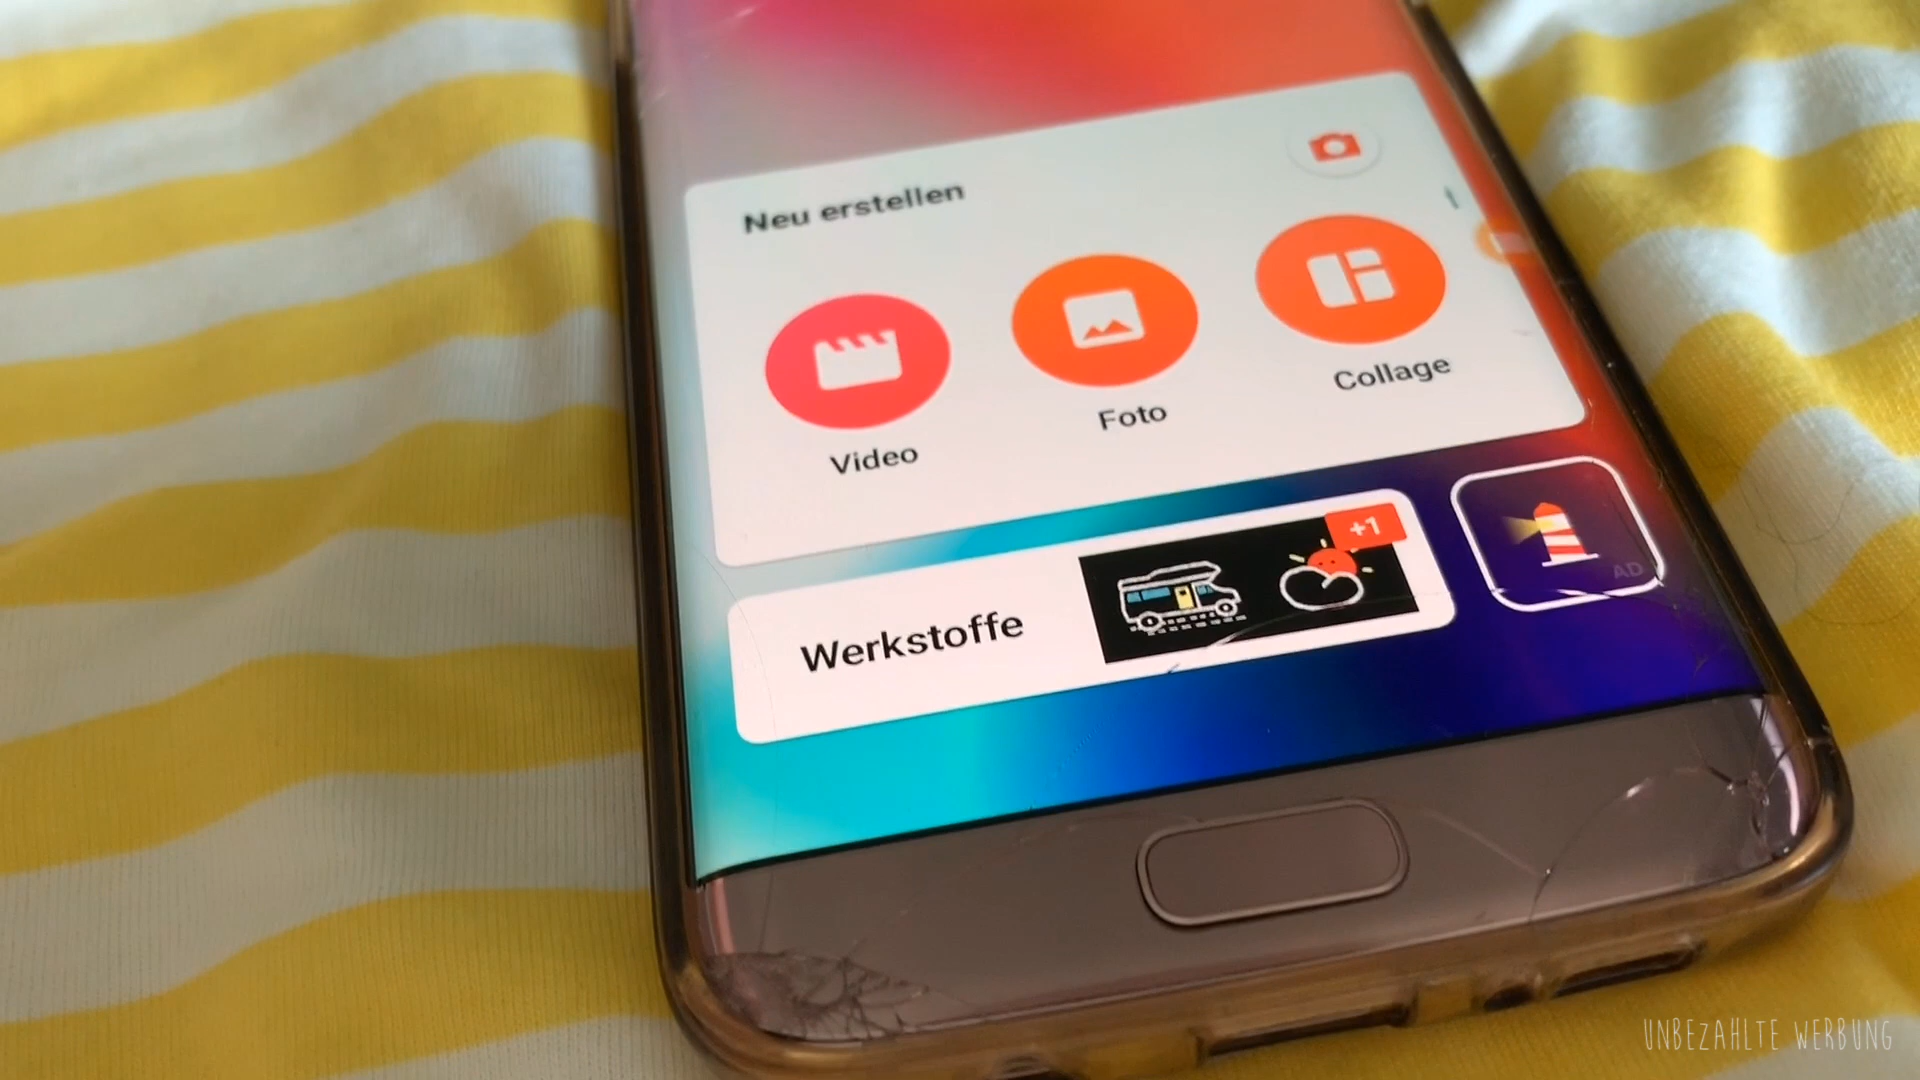 Neu erstellen
Video
Foto
Collage
Werkstoffe
+1
AD
UNBEZAHLTE WERBUNG